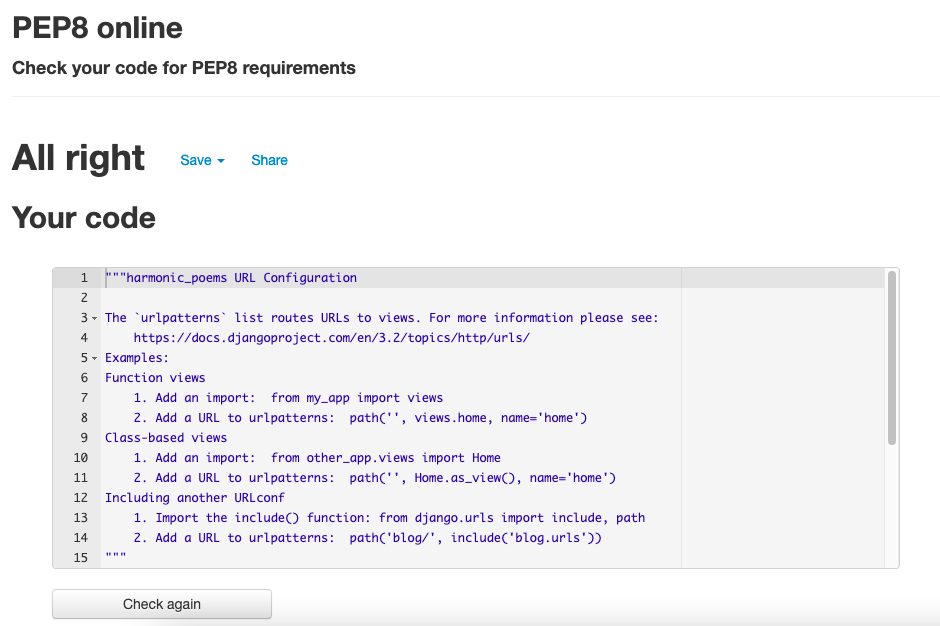 PEP8 online
Check your code for PEP8 requirements
All right Save Share
Your code
1 """harmonic_poems URL Configuration
2
3 The `urlpatterns` list routes URLs to views. For more information please see:
4     https://docs.djangoproject.com/en/3.2/topics/http/urls/
5 Examples:
6 Function views
7     1. Add an import:  from my_app import views
8     2. Add a URL to urlpatterns:  path('', views.home, name='home')
9 Class-based views
10     1. Add an import:  from other_app.views import Home
11     2. Add a URL to urlpatterns:  path('', Home.as_view(), name='home')
12 Including another URLconf
13     1. Import the include() function: from django.urls import include, path
14     2. Add a URL to urlpatterns:  path('blog/', include('blog.urls'))
15 """
Check again